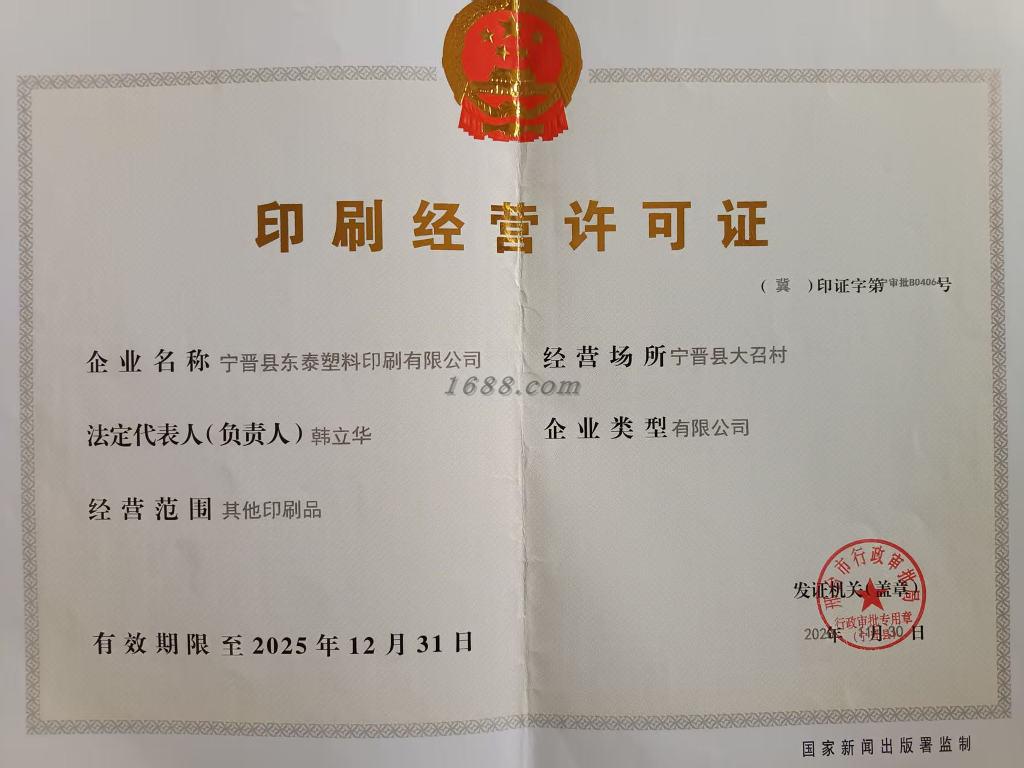 印刷经营许可证
（冀）印证字第审批B0406号
企业名称 宁晋县东泰塑料印刷有限公司
经营场所 宁晋县大召村
1688.com
法定代表人（负责人）韩立华
企业类型 有限公司
经营范围 其他印刷品
发证机关（盖章）
市行政审批局
行政审批专用章
有效期限 至 2025 年 12 月 31 日
年 月 30 日
国家新闻出版署监制